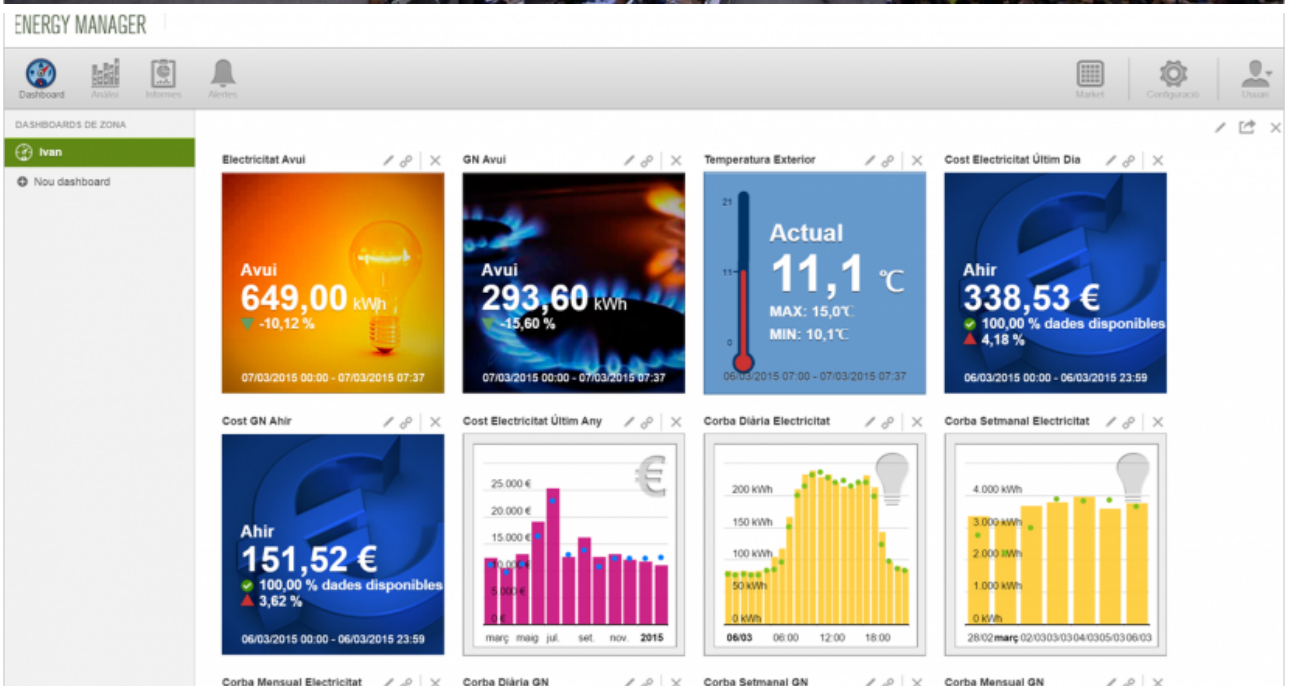 ENERGY MANAGER
Dashboard
Anàlisi
Informes
Alertes
Market
Configuració
Usuari
DASHBOARDS DE ZONA
Ivan
Nou dashboard
Electricitat Avui
Avui
649,00 kWh
-10,12 %
07/03/2015 00:00 - 07/03/2015 07:37
GN Avui
Avui
293,60 kWh
-15,60 %
07/03/2015 00:00 - 07/03/2015 07:37
Temperatura Exterior
21
11
0
Actual
11,1 °C
MAX: 15,0°C
MIN: 10,1°C
06/03/2015 07:00 - 07/03/2015 07:37
Cost Electricitat Últim Dia
Ahir
338,53 €
100,00 % dades disponibles
4,18 %
06/03/2015 00:00 - 06/03/2015 23:59
Cost GN Ahir
Ahir
151,52 €
100,00 % dades disponibles
3,62 %
06/03/2015 00:00 - 06/03/2015 23:59
Cost Electricitat Últim Any
€
25.000 €
20.000 €
15.000 €
10.000 €
5.000 €
0 €
març maig jul. set. nov. 2015
Corba Diària Electricitat
200 kWh
150 kWh
100 kWh
50 kWh
0 kWh
06/03 06:00 12:00 18:00
Corba Setmanal Electricitat
4.000 kWh
3.000 kWh
2.000 kWh
1.000 kWh
0 kWh
28/02 març 02/03 03/03 04/03 05/03 06/03
Corba Mensual Electricitat
Corba Diària GN
Corba Setmanal GN
Corba Mensual GN